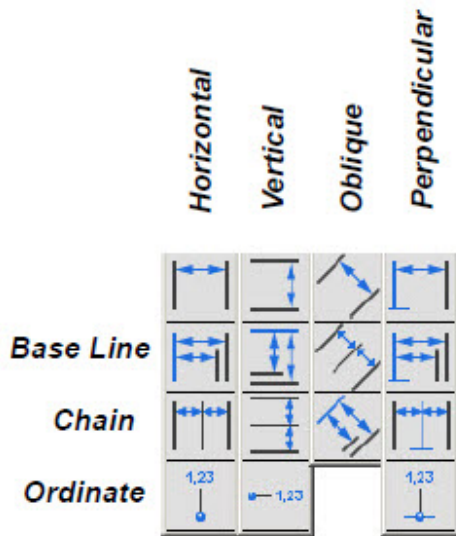 Horizontal
Vertical
Oblique
Perpendicular
Base Line
Chain
Ordinate
1,23
1,23
1,23